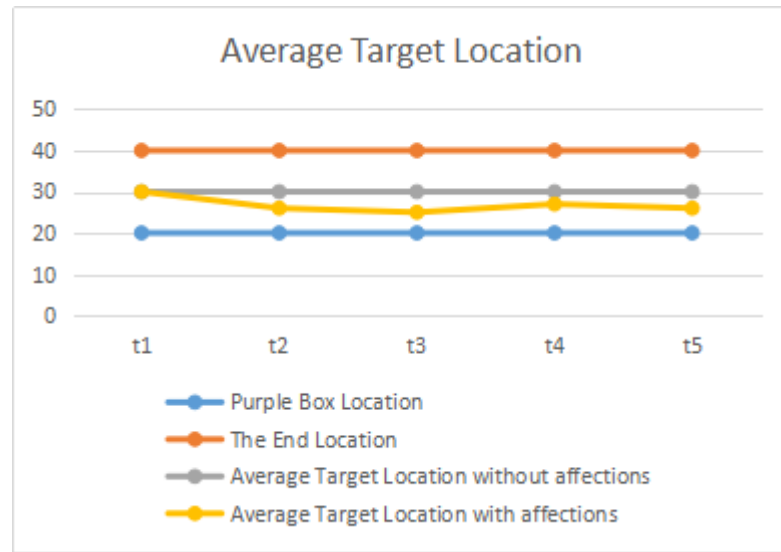 Average Target Location
50
40
30
20
10
0
t1 t2 t3 t4 t5
Purple Box Location
The End Location
Average Target Location without affections
Average Target Location with affections